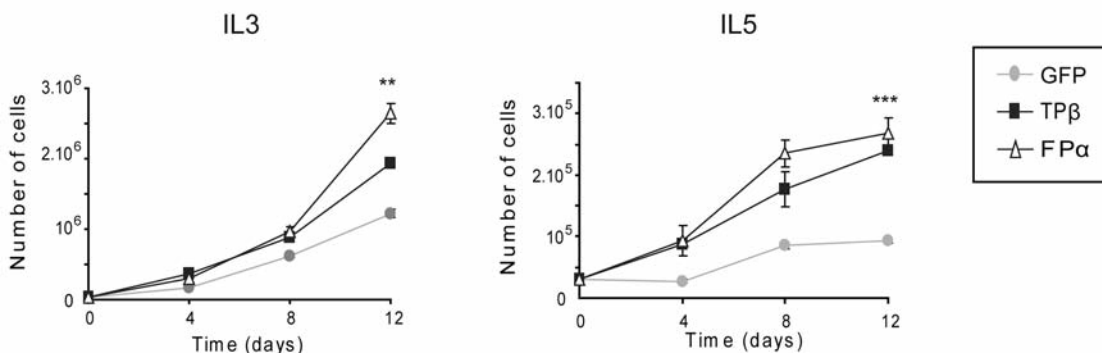 IL3
Number of cells
3.10⁶
2.10⁶
10⁶
0
**
0 4 8 12
Time (days)
IL5
Number of cells
3.10⁵
2.10⁵
10⁵
0
***
0 4 8 12
Time (days)
GFP
TPβ
FPα